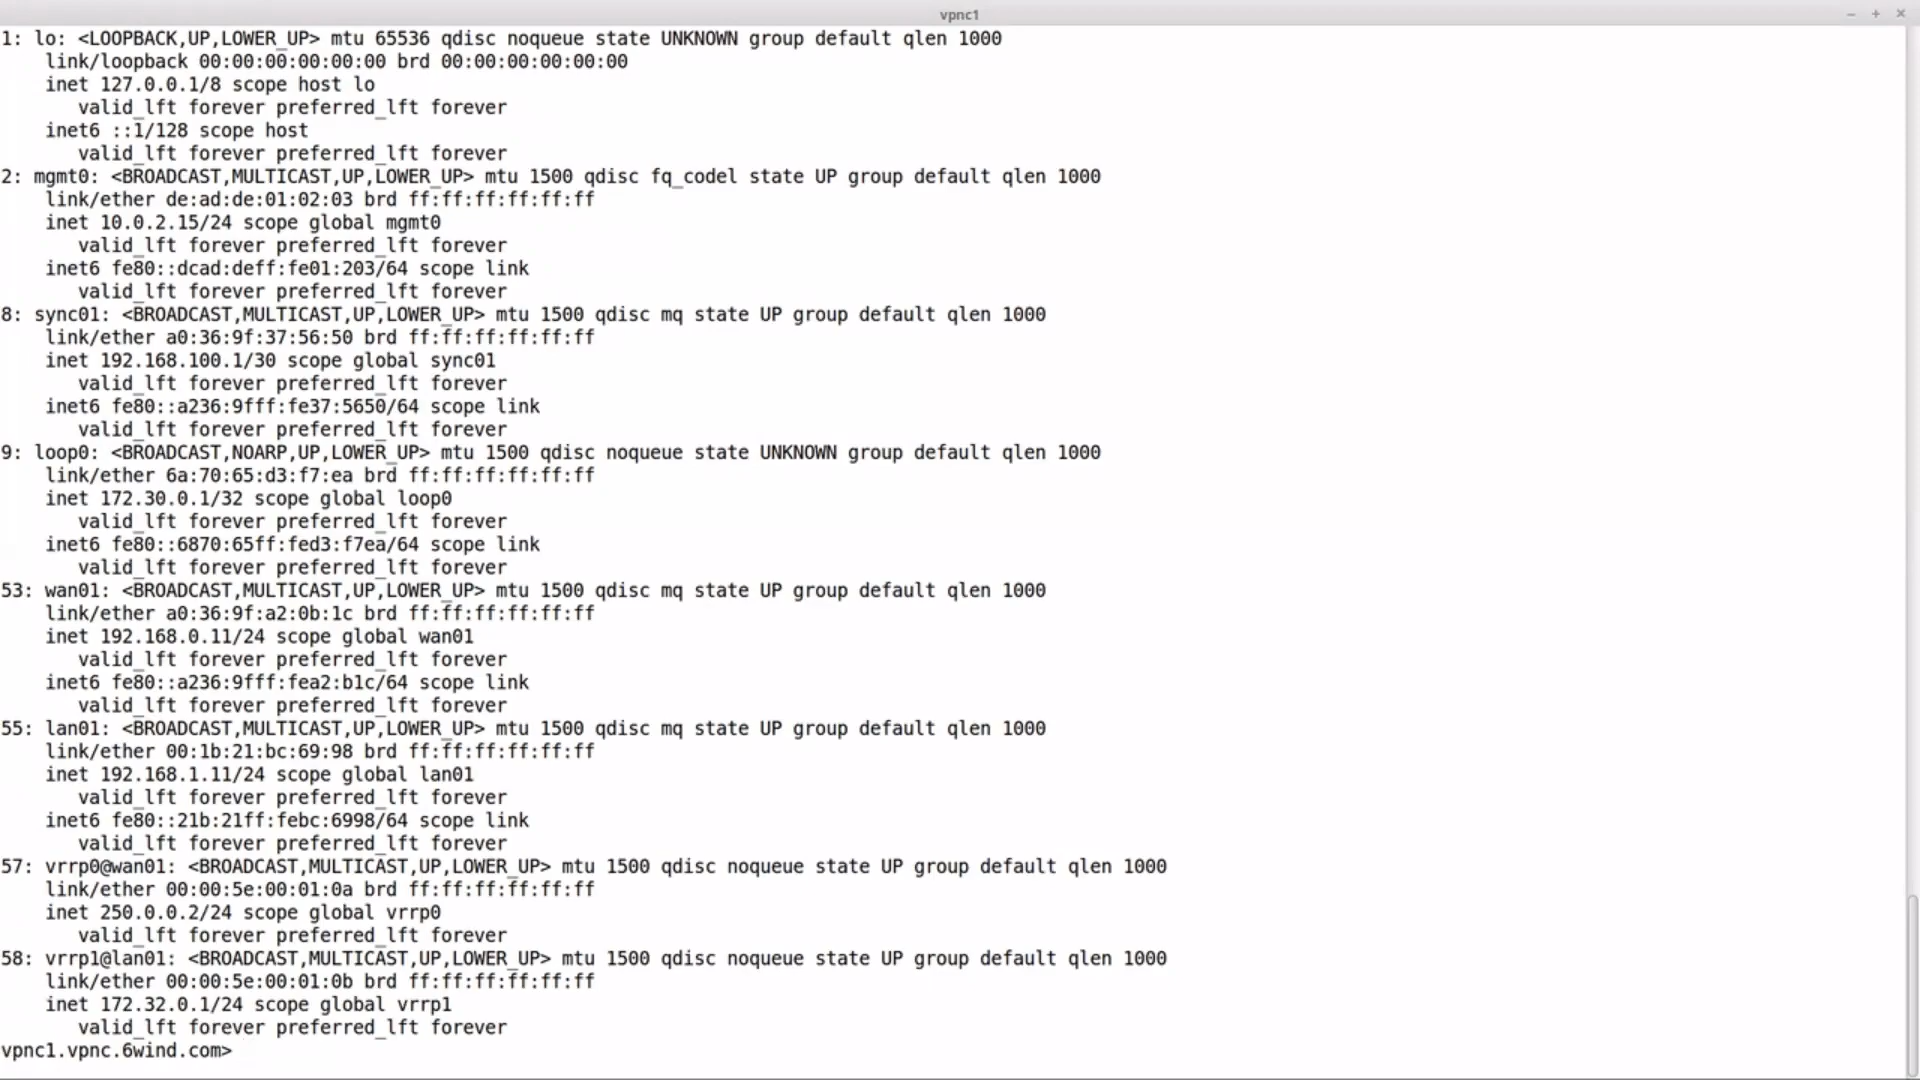 vpnc1
1: lo: <LOOPBACK,UP,LOWER_UP> mtu 65536 qdisc noqueue state UNKNOWN group default qlen 1000
    link/loopback 00:00:00:00:00:00 brd 00:00:00:00:00:00
    inet 127.0.0.1/8 scope host lo
       valid_lft forever preferred_lft forever
    inet6 ::1/128 scope host
       valid_lft forever preferred_lft forever
2: mgmt0: <BROADCAST,MULTICAST,UP,LOWER_UP> mtu 1500 qdisc fq_codel state UP group default qlen 1000
    link/ether de:ad:de:01:02:03 brd ff:ff:ff:ff:ff:ff
    inet 10.0.2.15/24 scope global mgmt0
       valid_lft forever preferred_lft forever
    inet6 fe80::dcad:deff:fe01:203/64 scope link
       valid_lft forever preferred_lft forever
8: sync01: <BROADCAST,MULTICAST,UP,LOWER_UP> mtu 1500 qdisc mq state UP group default qlen 1000
    link/ether a0:36:9f:37:56:50 brd ff:ff:ff:ff:ff:ff
    inet 192.168.100.1/30 scope global sync01
       valid_lft forever preferred_lft forever
    inet6 fe80::a236:9fff:fe37:5650/64 scope link
       valid_lft forever preferred_lft forever
9: loop0: <BROADCAST,NOARP,UP,LOWER_UP> mtu 1500 qdisc noqueue state UNKNOWN group default qlen 1000
    link/ether 6a:70:65:d3:f7:ea brd ff:ff:ff:ff:ff:ff
    inet 172.30.0.1/32 scope global loop0
       valid_lft forever preferred_lft forever
    inet6 fe80::6870:65ff:fed3:f7ea/64 scope link
       valid_lft forever preferred_lft forever
53: wan01: <BROADCAST,MULTICAST,UP,LOWER_UP> mtu 1500 qdisc mq state UP group default qlen 1000
    link/ether a0:36:9f:a2:0b:1c brd ff:ff:ff:ff:ff:ff
    inet 192.168.0.11/24 scope global wan01
       valid_lft forever preferred_lft forever
    inet6 fe80::a236:9fff:fea2:b1c/64 scope link
       valid_lft forever preferred_lft forever
55: lan01: <BROADCAST,MULTICAST,UP,LOWER_UP> mtu 1500 qdisc mq state UP group default qlen 1000
    link/ether 00:1b:21:bc:69:98 brd ff:ff:ff:ff:ff:ff
    inet 192.168.1.11/24 scope global lan01
       valid_lft forever preferred_lft forever
    inet6 fe80::21b:21ff:febc:6998/64 scope link
       valid_lft forever preferred_lft forever
57: vrrp0@wan01: <BROADCAST,MULTICAST,UP,LOWER_UP> mtu 1500 qdisc noqueue state UP group default qlen 1000
    link/ether 00:00:5e:00:01:0a brd ff:ff:ff:ff:ff:ff
    inet 250.0.0.2/24 scope global vrrp0
       valid_lft forever preferred_lft forever
58: vrrp1@lan01: <BROADCAST,MULTICAST,UP,LOWER_UP> mtu 1500 qdisc noqueue state UP group default qlen 1000
    link/ether 00:00:5e:00:01:0b brd ff:ff:ff:ff:ff:ff
    inet 172.32.0.1/24 scope global vrrp1
       valid_lft forever preferred_lft forever
vpnc1.vpnc.6wind.com>